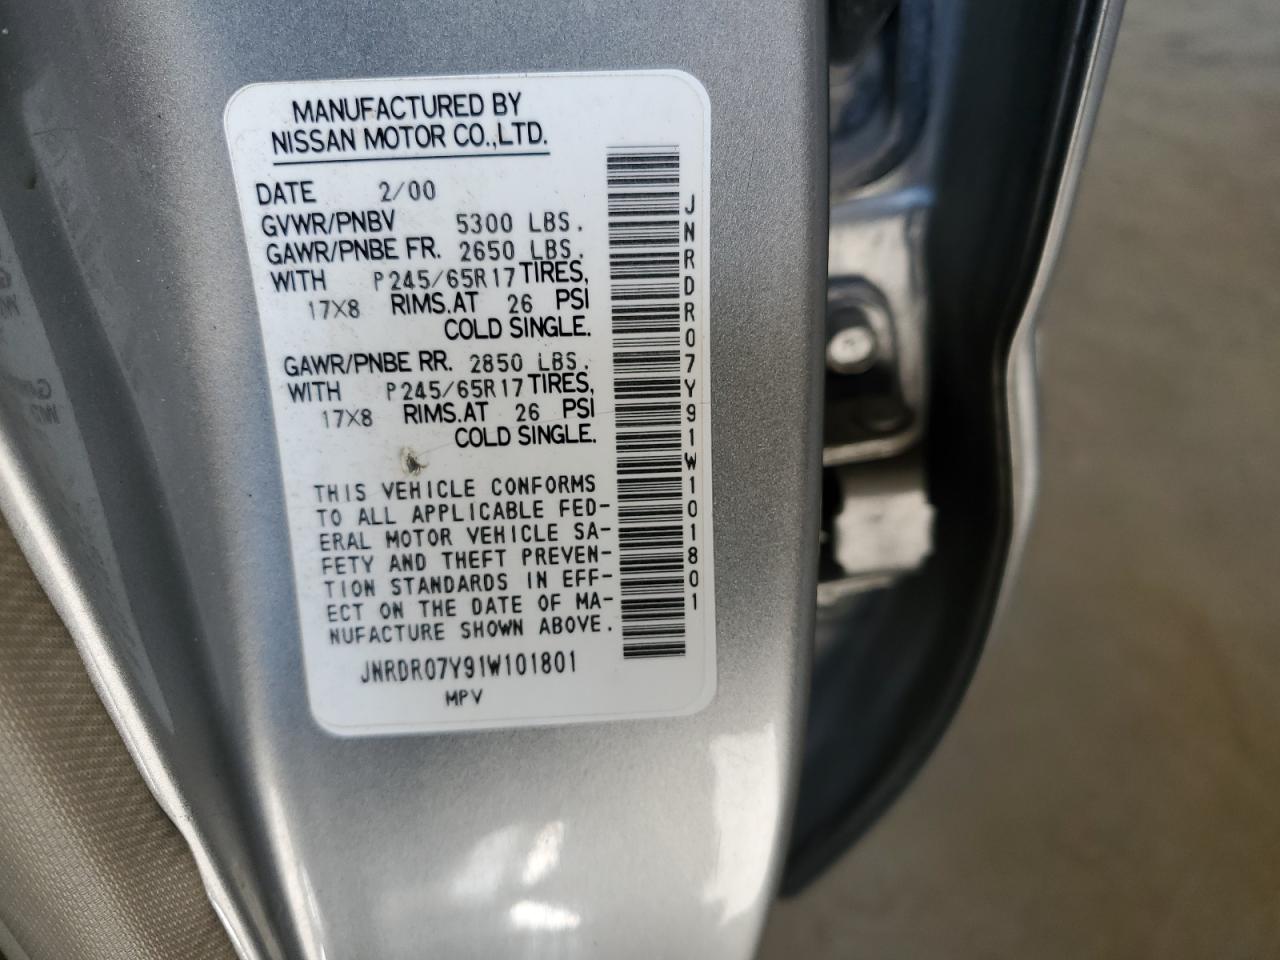 MANUFACTURED BY
NISSAN MOTOR CO.,LTD.
DATE 2/00
GVWR/PNBV 5300 LBS.
GAWR/PNBE FR. 2650 LBS.
WITH P245/65R17 TIRES,
17X8 RIMS.AT 26 PSI
COLD SINGLE.
GAWR/PNBE RR. 2850 LBS.
WITH P245/65R17 TIRES,
17X8 RIMS.AT 26 PSI
COLD SINGLE.
THIS VEHICLE CONFORMS
TO ALL APPLICABLE FED-
ERAL MOTOR VEHICLE SA-
FETY AND THEFT PREVEN-
TION STANDARDS IN EFF-
ECT ON THE DATE OF MA-
NUFACTURE SHOWN ABOVE.
JNRDR07Y91W101801
MPV
JNRDR07Y91W101801